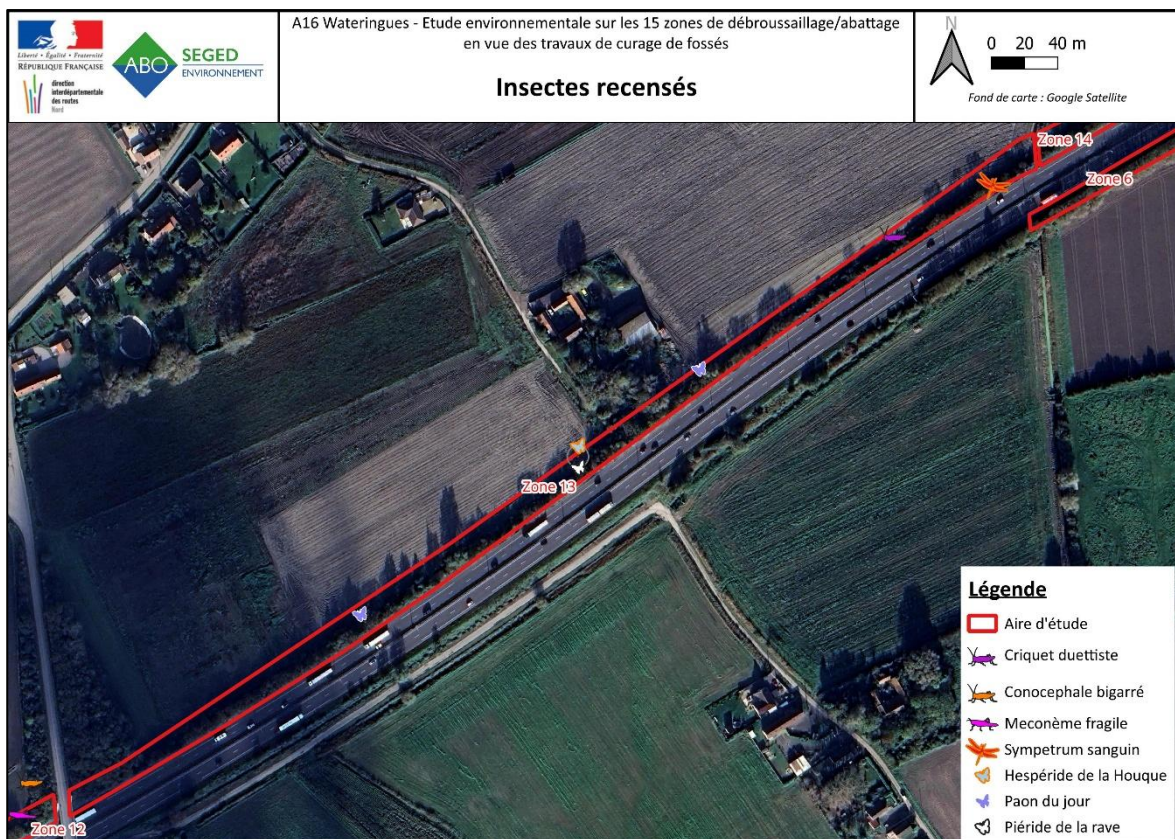 Liberté • Égalité • Fraternité
RÉPUBLIQUE FRANÇAISE
direction
interdépartementale
des routes
Nord
ABO
SEGED
ENVIRONNEMENT
A16 Wateringues - Etude environnementale sur les 15 zones de débroussaillage/abattage
en vue des travaux de curage de fossés
Insectes recensés
0 20 40 m
Fond de carte : Google Satellite
Zone 14
Zone 6
Zone 13
Zone 12
Légende
Aire d'étude
Criquet duettiste
Conocephale bigarré
Meconème fragile
Sympetrum sanguin
Hespéride de la Houque
Paon du jour
Piéride de la rave